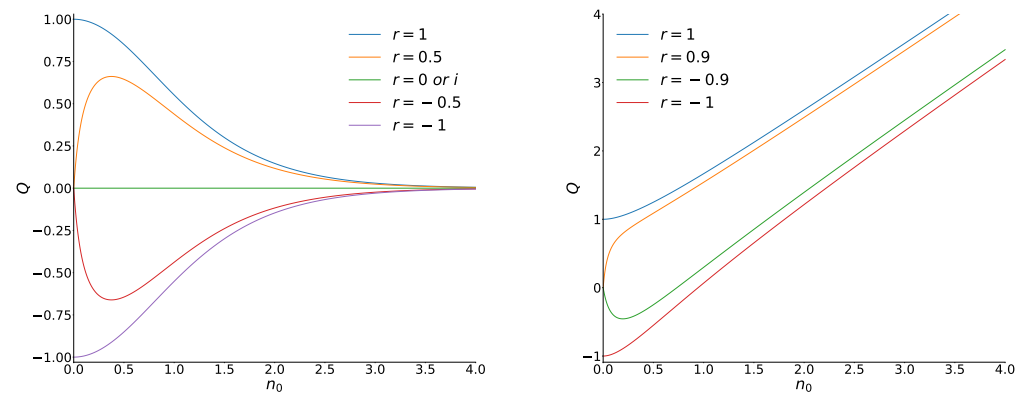 1.00
0.75
0.50
0.25
0.00
−0.25
−0.50
−0.75
−1.00
Q
0.0 0.5 1.0 1.5 2.0 2.5 3.0 3.5 4.0
n0
r = 1
r = 0.5
r = 0 or i
r = − 0.5
r = − 1
4
3
2
1
0
−1
Q
0.0 0.5 1.0 1.5 2.0 2.5 3.0 3.5 4.0
n0
r = 1
r = 0.9
r = − 0.9
r = − 1